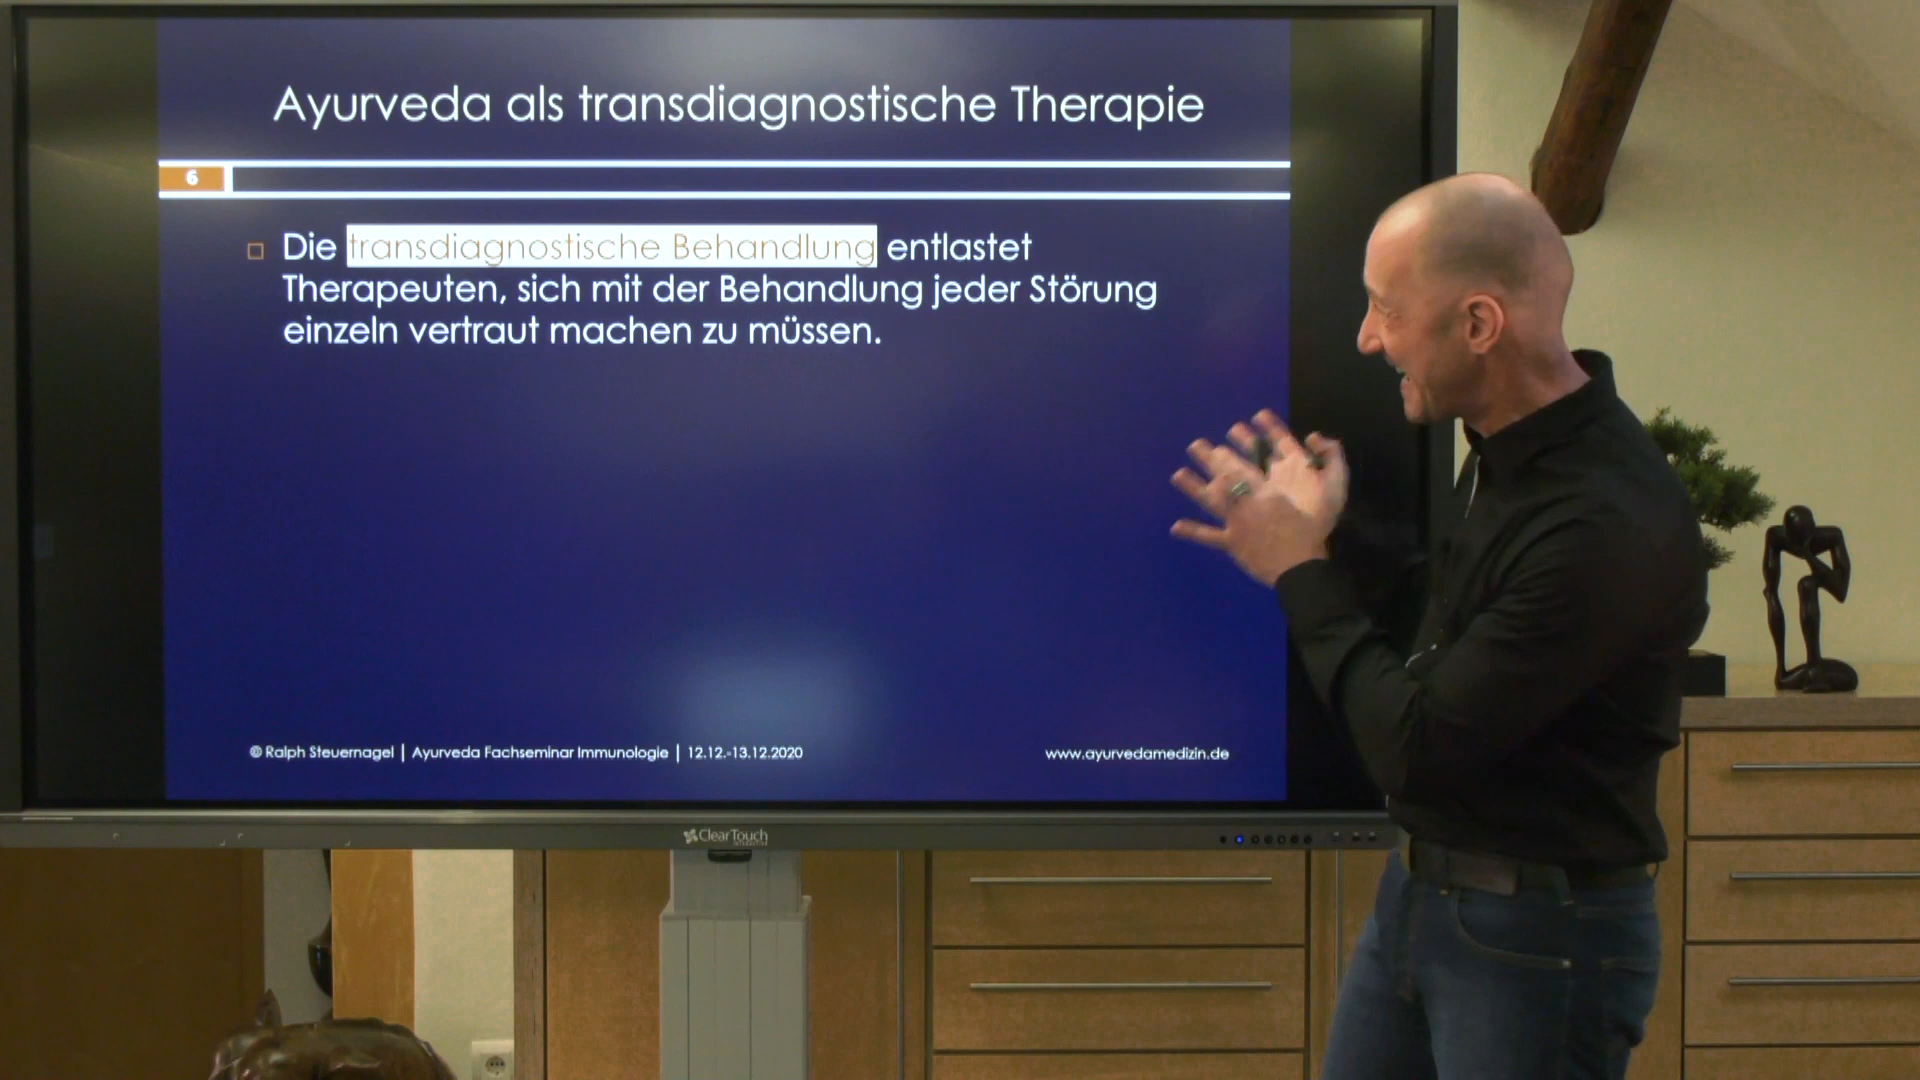 Ayurveda als transdiagnostische Therapie
6
Die transdiagnostische Behandlung entlastet
Therapeuten, sich mit der Behandlung jeder Störung
einzeln vertraut machen zu müssen.
© Ralph Steuernagel | Ayurveda Fachseminar Immunologie | 12.12.-13.12.2020
www.ayurvedamedizin.de
ClearTouch
INTERACTIVE